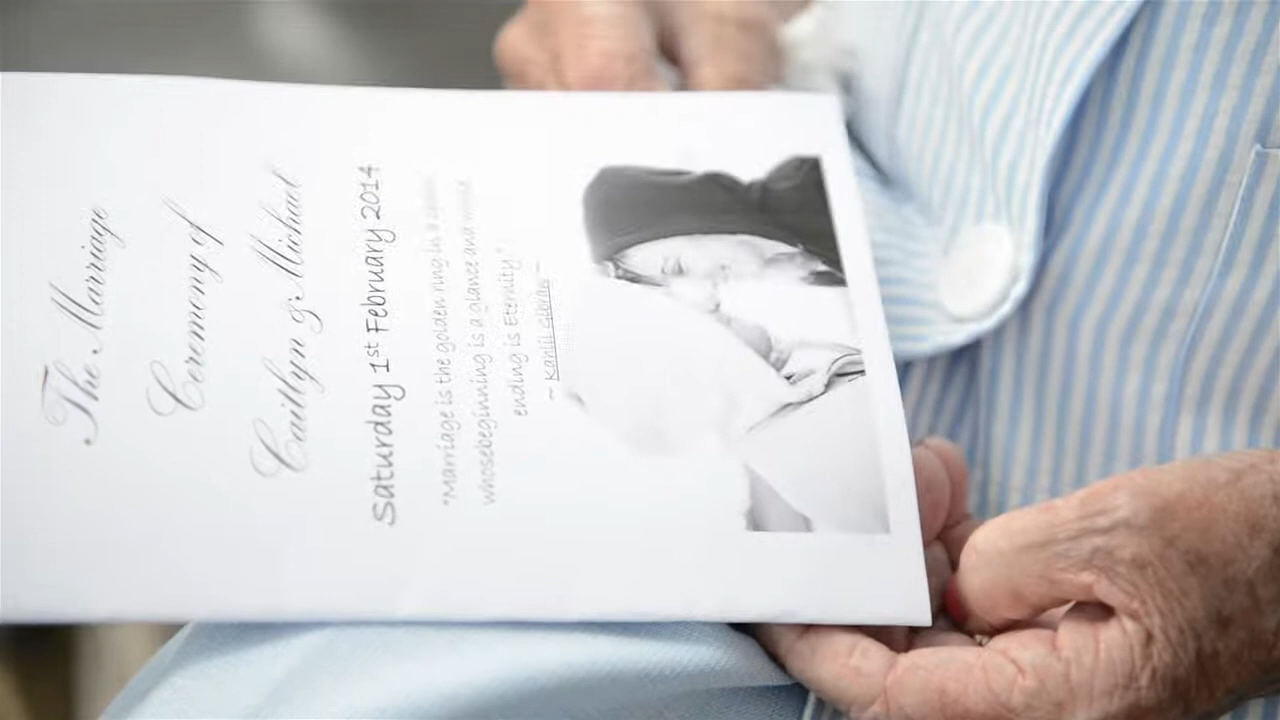 The Marriage
Ceremony of
Caitlyn & Michael
Saturday 1st February 2014
"Marriage is the golden ring in a
whose beginning is a glance and whose
ending is Eternity"
~ Kahlil Gibran ~